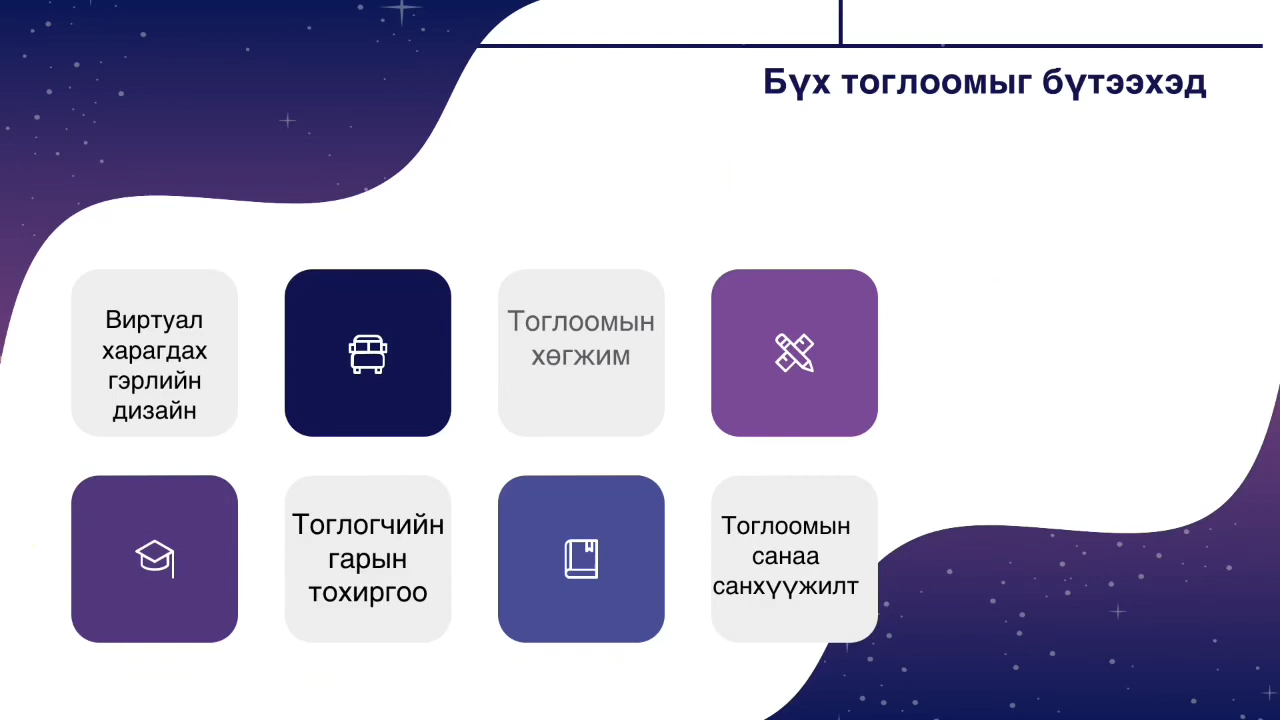 Бүх тоглоомыг бүтээхэд
Виртуал
харагдах
гэрлийн
дизайн
Тоглоомын
хөгжим
Тоглогчийн
гарын
тохиргоо
Тоглоомын
санаа
санхүүжилт